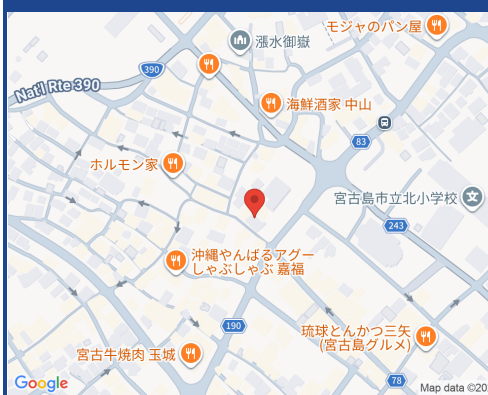 モジャのパン屋
漲水御嶽
390
Nat'l Rte 390
海鮮酒家 中山
83
ホルモン家
宮古島市立北小学校
243
沖縄やんばるアグー
しゃぶしゃぶ 嘉福
190
琉球とんかつ三矢
(宮古島グルメ)
宮古牛焼肉 玉城
78
Google
Map data ©20